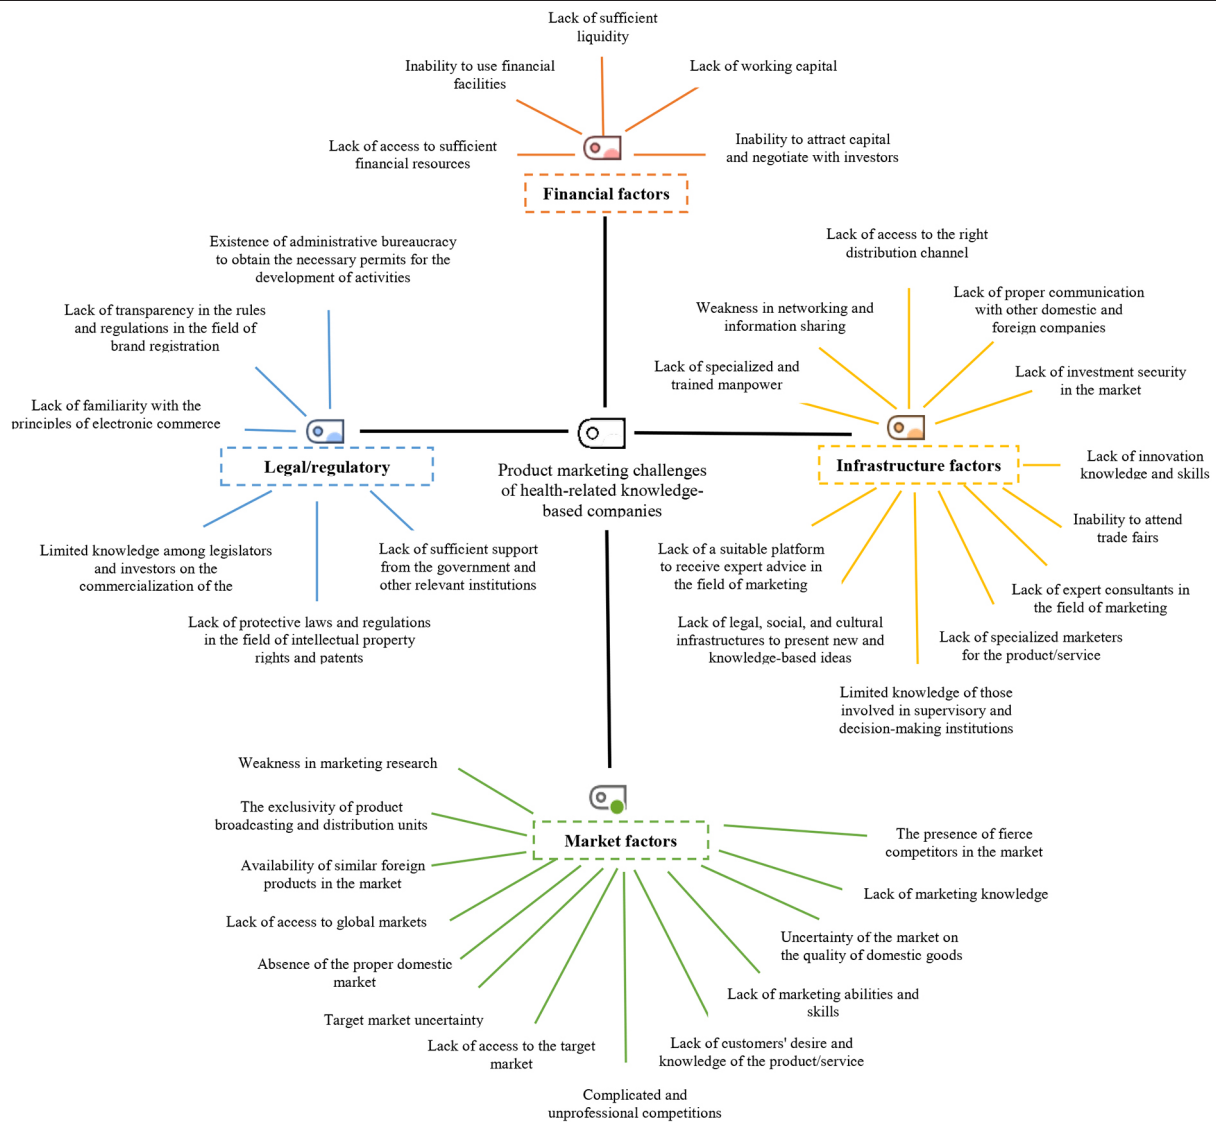 Lack of sufficient
liquidity
Inability to use financial
facilities
Lack of working capital
Lack of access to sufficient
financial resources
Inability to attract capital
and negotiate with investors
Financial factors
Existence of administrative bureaucracy
to obtain the necessary permits for the
development of activities
Lack of transparency in the rules
and regulations in the field of
brand registration
Lack of familiarity with the
principles of electronic commerce
Legal/regulatory
Limited knowledge among legislators
and investors on the
commercialization of the
Lack of sufficient support
from the government and
other relevant institutions
Lack of protective laws and regulations
in the field of intellectual property
rights and patents
Product marketing challenges
of health-related knowledge-
based companies
Lack of access to the right
distribution channel
Weakness in networking and
information sharing
Lack of proper communication
with other domestic and
foreign companies
Lack of specialized and
trained manpower
Lack of investment security
in the market
Infrastructure factors
Lack of innovation
knowledge and skills
Inability to attend
trade fairs
Lack of a suitable platform
to receive expert advice in
the field of marketing
Lack of expert consultants in
the field of marketing
Lack of legal, social, and cultural
infrastructures to present new and
knowledge-based ideas
Lack of specialized marketers
for the product/service
Limited knowledge of those
involved in supervisory and
decision-making institutions
Weakness in marketing research
The exclusivity of product
broadcasting and distribution units
Market factors
The presence of fierce
competitors in the market
Availability of similar foreign
products in the market
Lack of marketing knowledge
Lack of access to global markets
Uncertainty of the market on
the quality of domestic goods
Absence of the proper domestic
market
Lack of marketing abilities and
skills
Target market uncertainty
Lack of access to the target
market
Lack of customers' desire and
knowledge of the product/service
Complicated and
unprofessional competitions